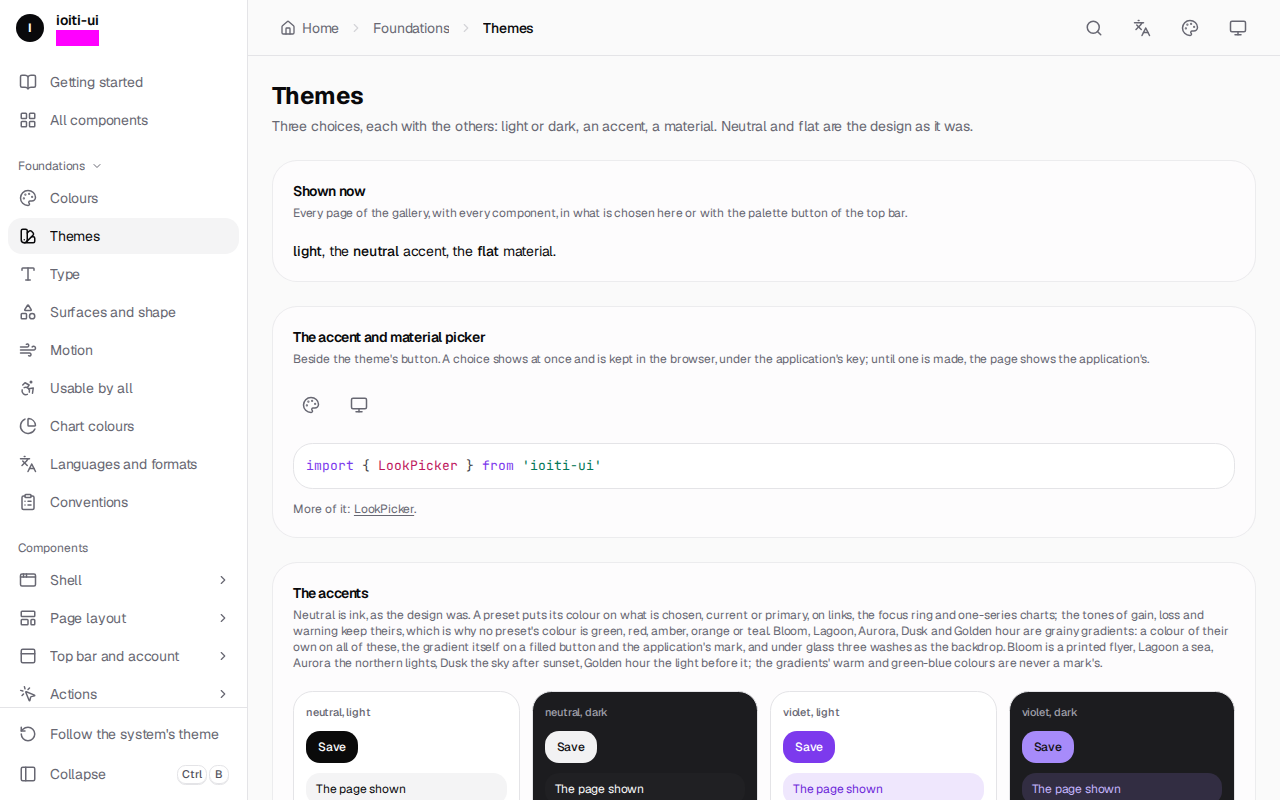 I
ioiti-ui
Getting started
All components
Foundations
Colours
Themes
Type
Surfaces and shape
Motion
Usable by all
Chart colours
Languages and formats
Conventions
Components
Shell
Page layout
Top bar and account
Actions
Follow the system's theme
Collapse Ctrl B
Home Foundations Themes
Themes
Three choices, each with the others: light or dark, an accent, a material. Neutral and flat are the design as it was.
Shown now
Every page of the gallery, with every component, in what is chosen here or with the palette button of the top bar.
light, the neutral accent, the flat material.
The accent and material picker
Beside the theme's button. A choice shows at once and is kept in the browser, under the application's key; until one is made, the page shows the application's.
import { LookPicker } from 'ioiti-ui'
More of it: LookPicker.
The accents
Neutral is ink, as the design was. A preset puts its colour on what is chosen, current or primary, on links, the focus ring and one-series charts; the tones of gain, loss and
warning keep theirs, which is why no preset's colour is green, red, amber, orange or teal. Bloom, Lagoon, Aurora, Dusk and Golden hour are grainy gradients: a colour of their
own on all of these, the gradient itself on a filled button and the application's mark, and under glass three washes as the backdrop. Bloom is a printed flyer, Lagoon a sea,
Aurora the northern lights, Dusk the sky after sunset, Golden hour the light before it; the gradients' warm and green-blue colours are never a mark's.
neutral, light
Save
The page shown
neutral, dark
Save
The page shown
violet, light
Save
The page shown
violet, dark
Save
The page shown